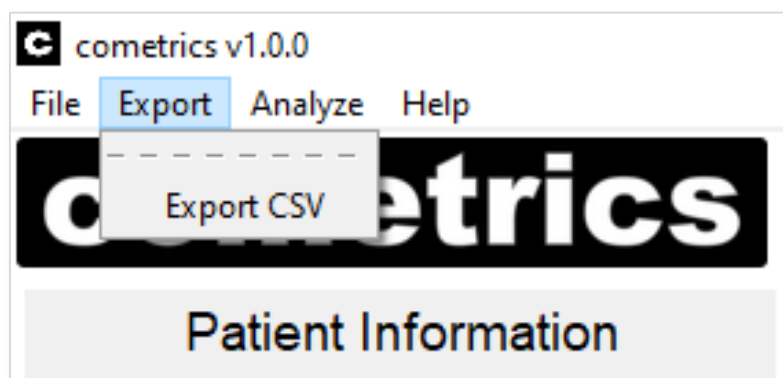 C cometrics v1.0.0
File Export Analyze Help
Export CSV
c etrics
Patient Information